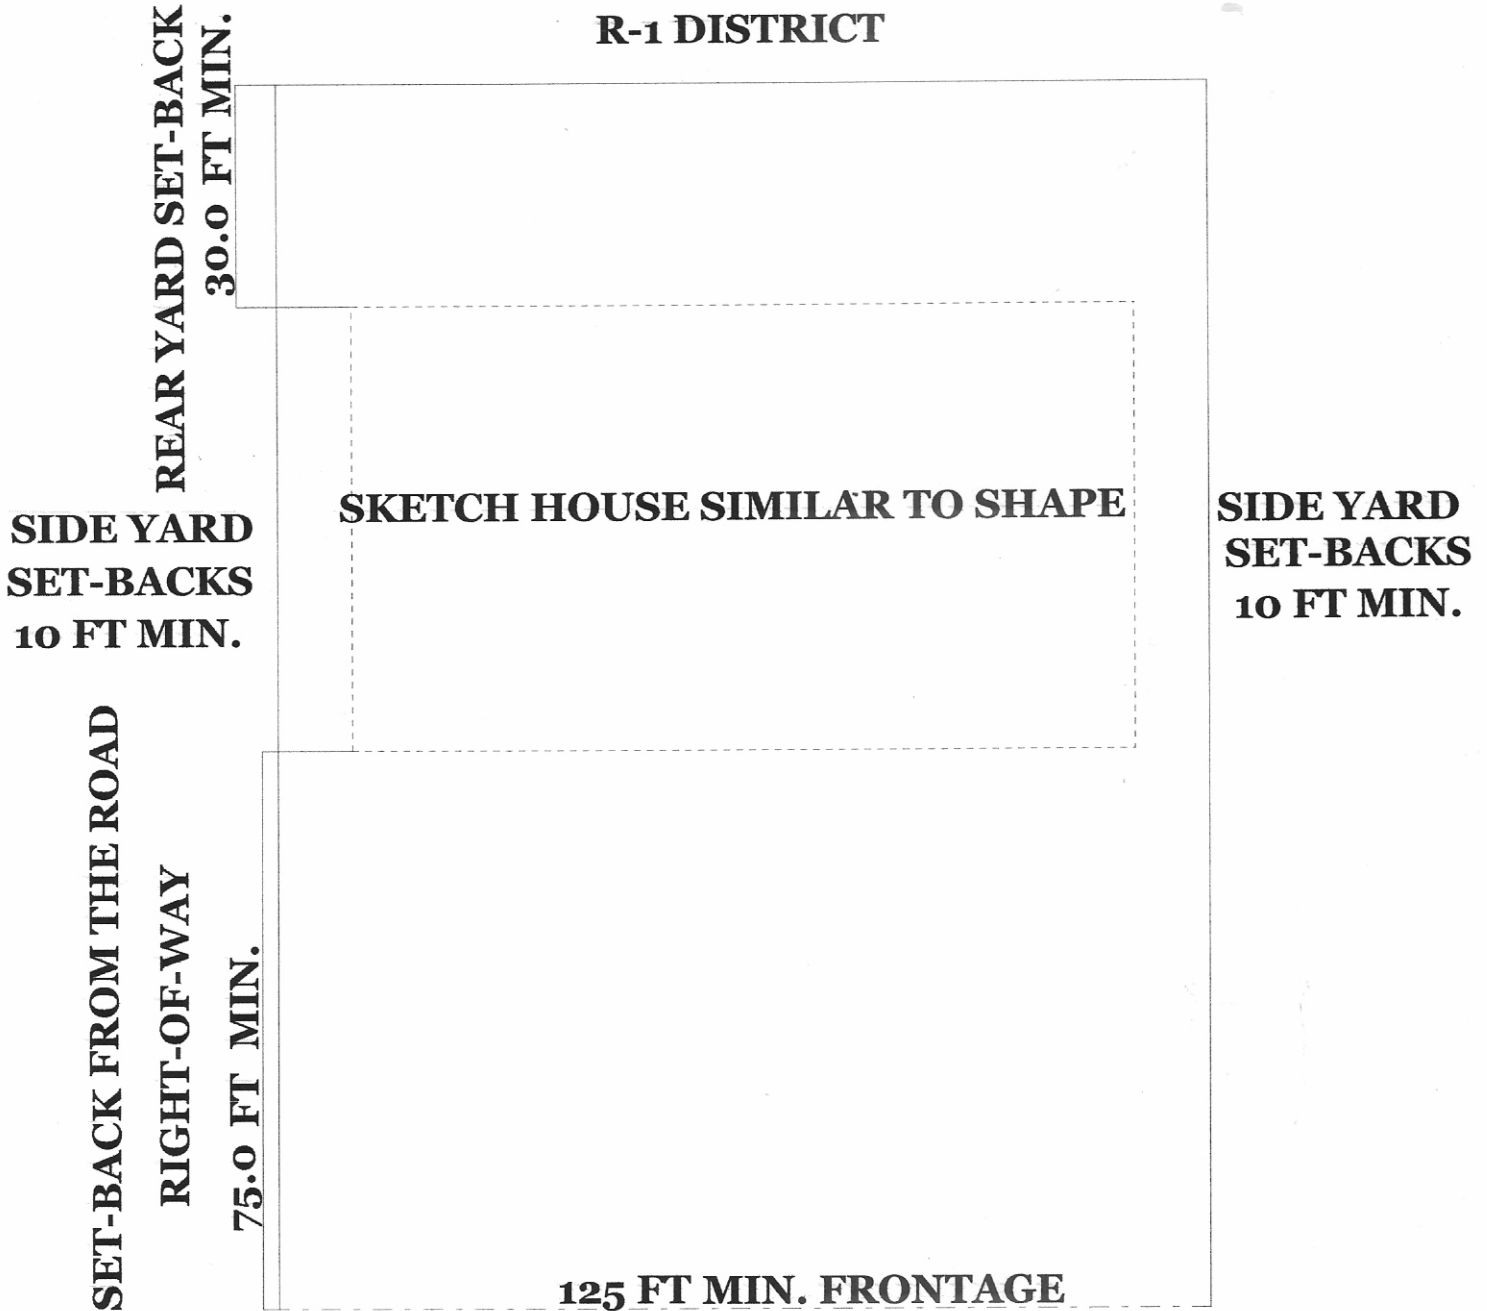 R-1 DISTRICT
REAR YARD SET-BACK
30.0 FT MIN.
SKETCH HOUSE SIMILAR TO SHAPE
SIDE YARD
SET-BACKS
10 FT MIN.
SIDE YARD
SET-BACKS
10 FT MIN.
SET-BACK FROM THE ROAD
RIGHT-OF-WAY
75.0 FT MIN.
125 FT MIN. FRONTAGE